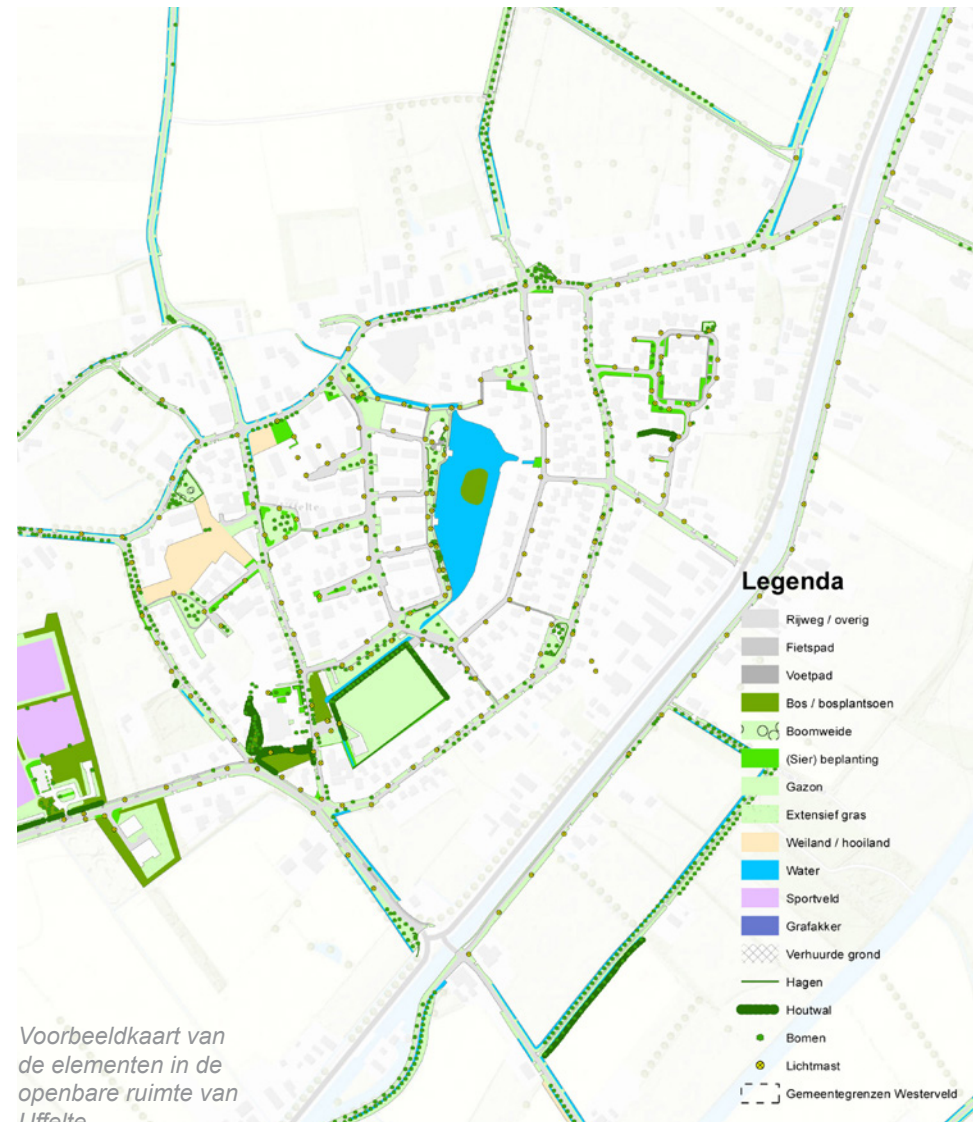 Legenda
Rijweg / overig
Fietspad
Voetpad
Bos / bosplantsoen
Boomweide
(Sier) beplanting
Gazon
Extensief gras
Weiland / hooiland
Water
Sportveld
Grafakker
Verhuurde grond
Hagen
Houtwal
Bomen
Lichtmast
Gemeentegrenzen Westerveld
Voorbeeldkaart van
de elementen in de
openbare ruimte van
Uffelte